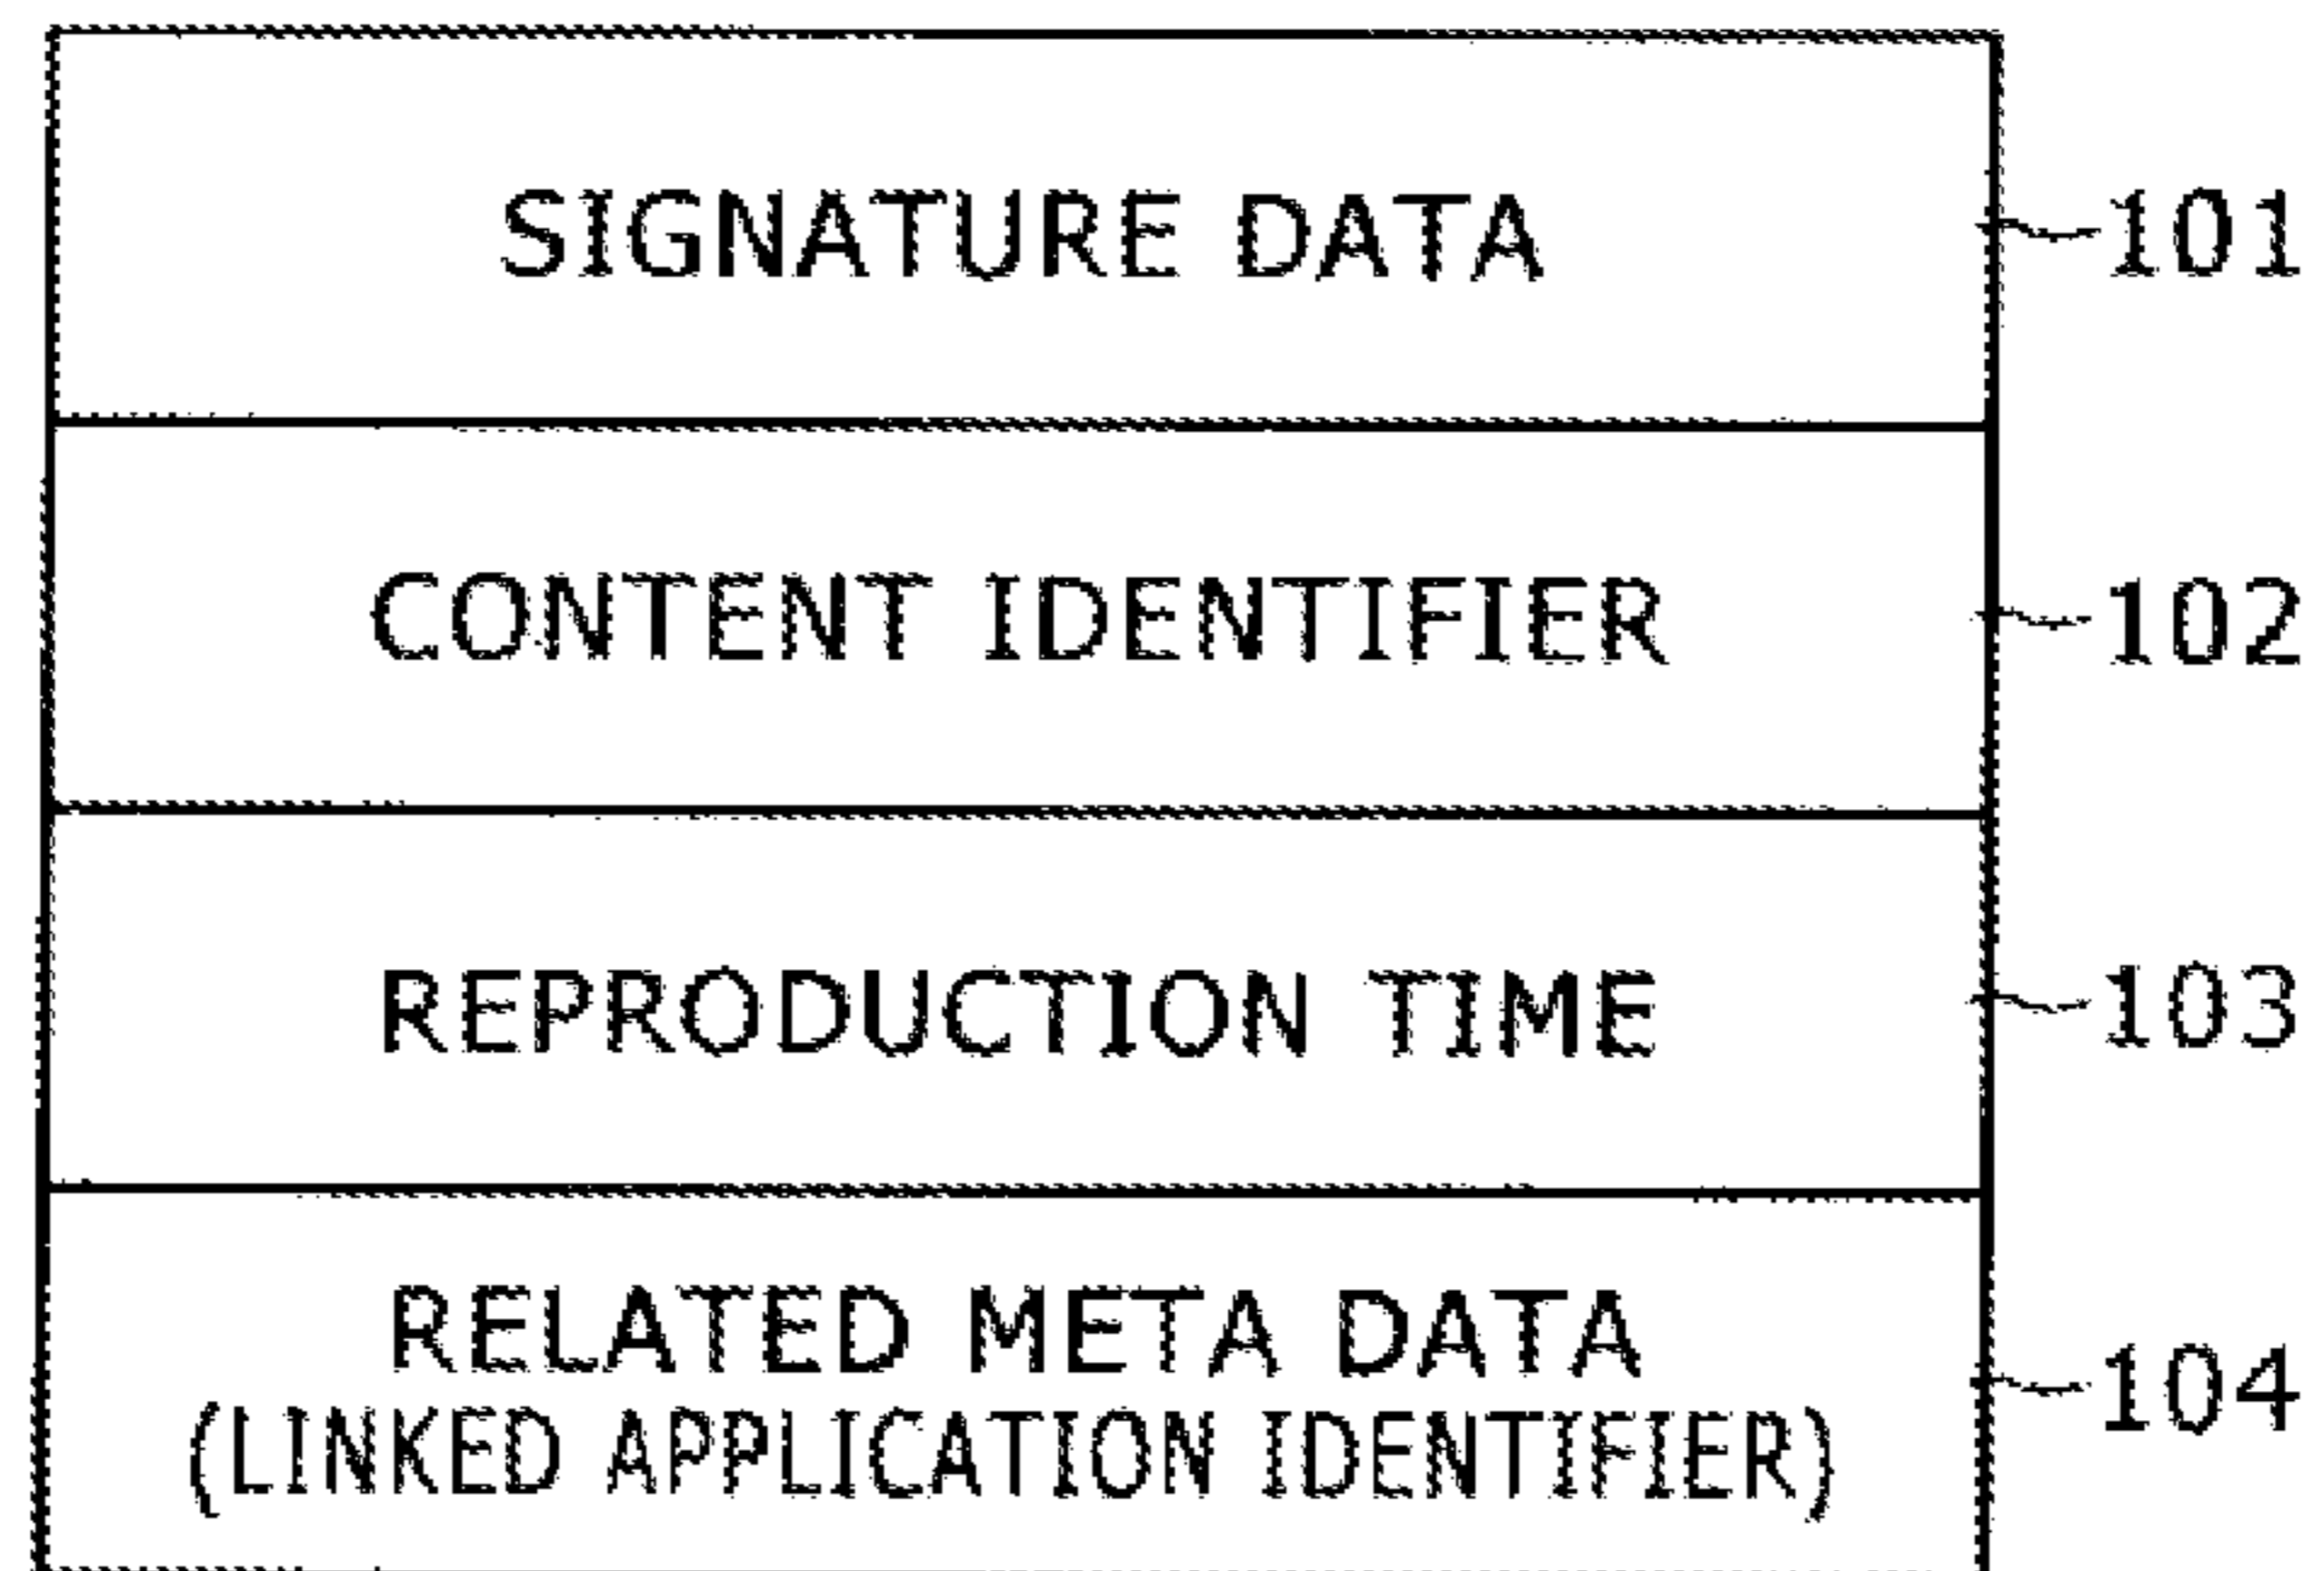 SIGNATURE DATA 101
CONTENT IDENTIFIER 102
REPRODUCTION TIME 103
RELATED META DATA
(LINKED APPLICATION IDENTIFIER) 104